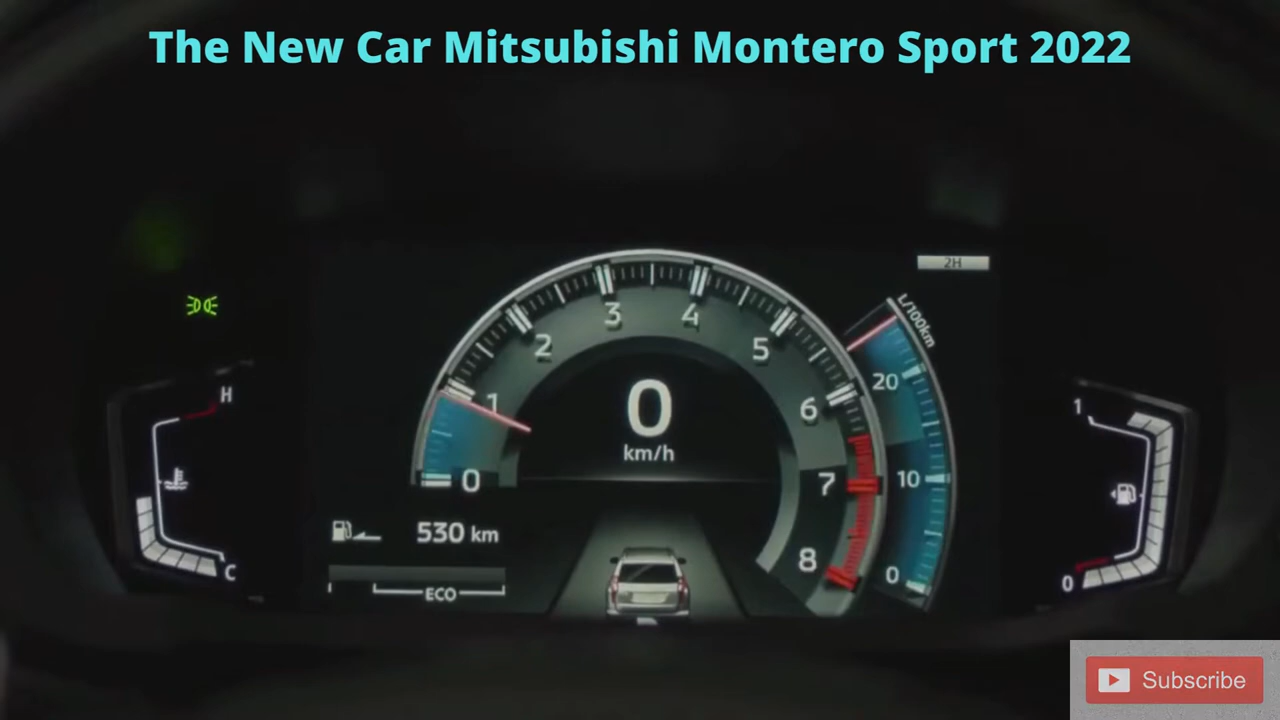 The New Car Mitsubishi Montero Sport 2022
2H
L/100km
3 4
2 5
1 6
0
km/h
0 7
8
20
10
0
H
C
1
0
530 km
ECO
Subscribe